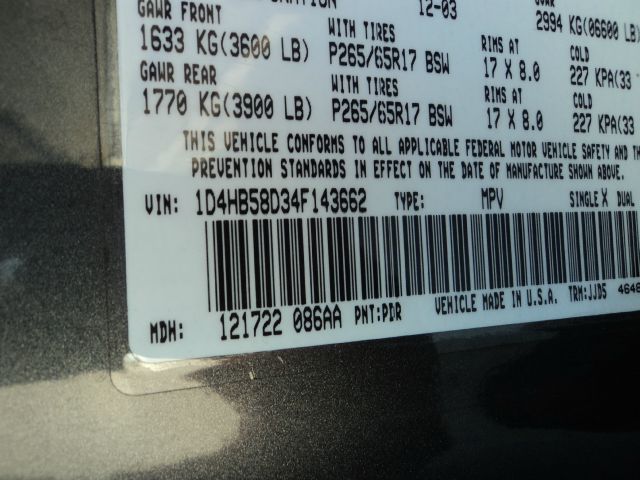 12-03 GVWR
GAWR FRONT WITH TIRES RIMS AT COLD 2994 KG(06600 LB)
1633 KG(3600 LB) P265/65R17 BSW 17 X 8.0 227 KPA(33
GAWR REAR WITH TIRES RIMS AT COLD
1770 KG(3900 LB) P265/65R17 BSW 17 X 8.0 227 KPA(33
THIS VEHICLE CONFORMS TO ALL APPLICABLE FEDERAL MOTOR VEHICLE SAFETY AND
PREVENTION STANDARDS IN EFFECT ON THE DATE OF MANUFACTURE SHOWN ABOVE.
VIN: 1D4HB58D34F143662 TYPE: MPV SINGLE X DUAL
VEHICLE MADE IN U.S.A. TRM:JJD5 4648
MDH: 121722 086AA PNT:PDR